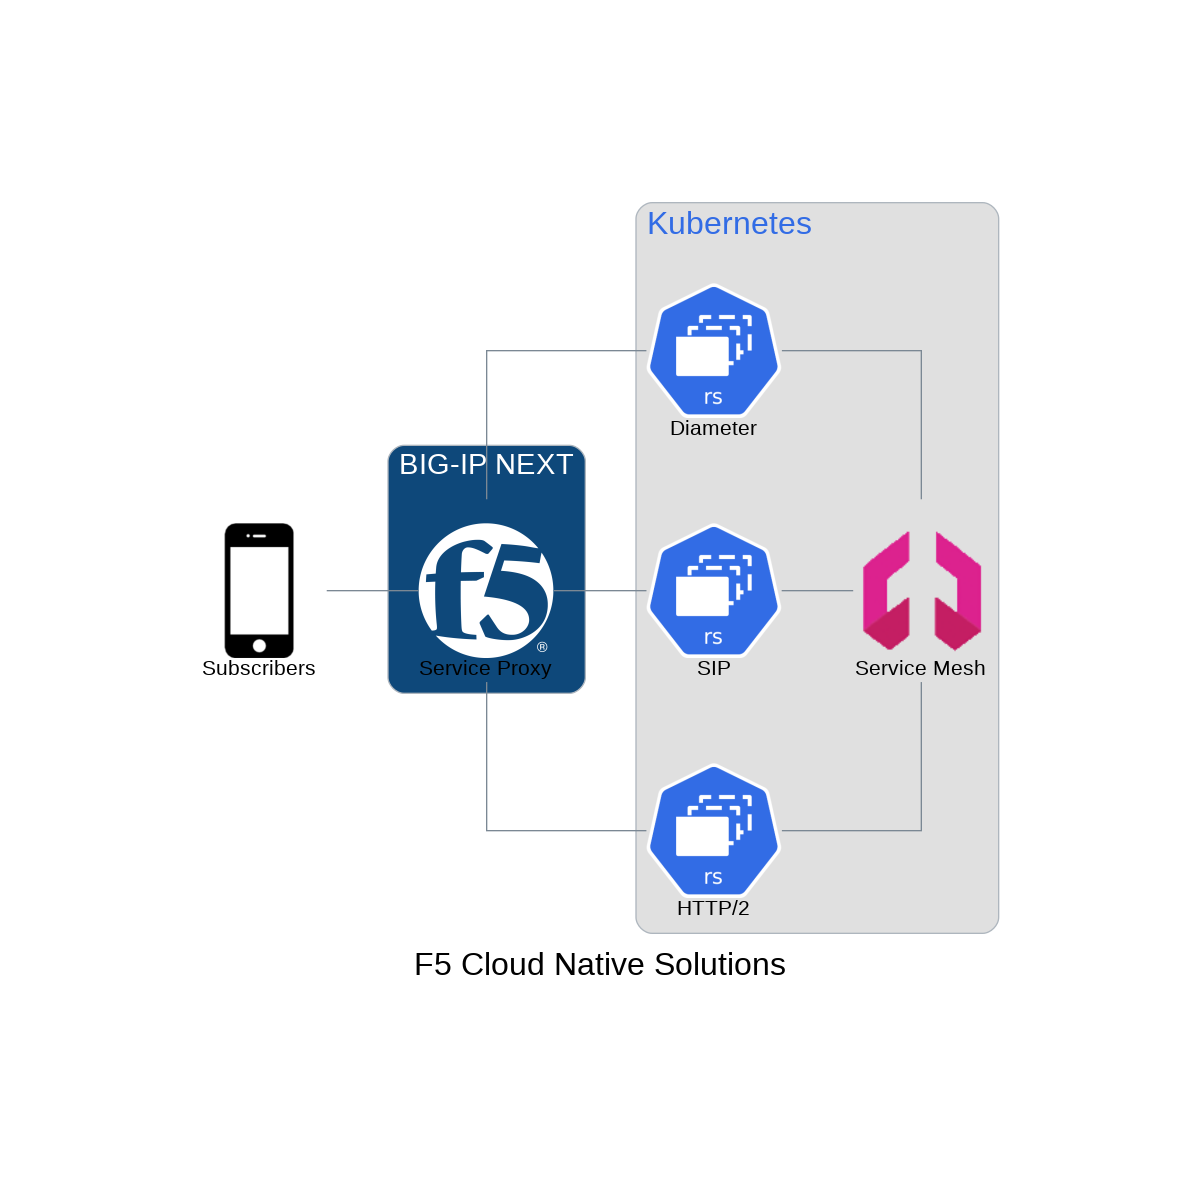 Kubernetes
rs
Diameter
BIG-IP NEXT
f5
®
Subscribers
Service Proxy
rs
SIP
Service Mesh
rs
HTTP/2
F5 Cloud Native Solutions